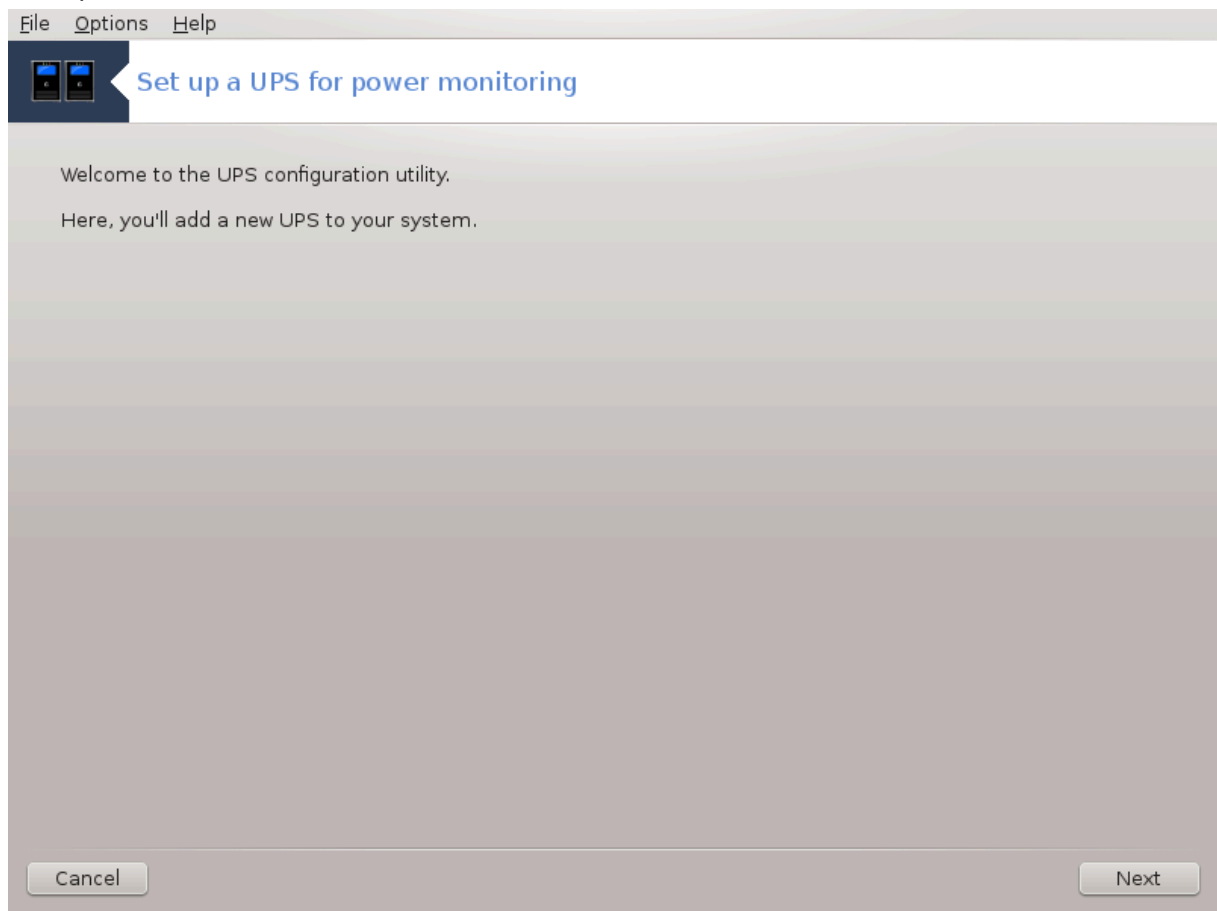 File Options Help
Set up a UPS for power monitoring
Welcome to the UPS configuration utility.
Here, you'll add a new UPS to your system.
Cancel Next